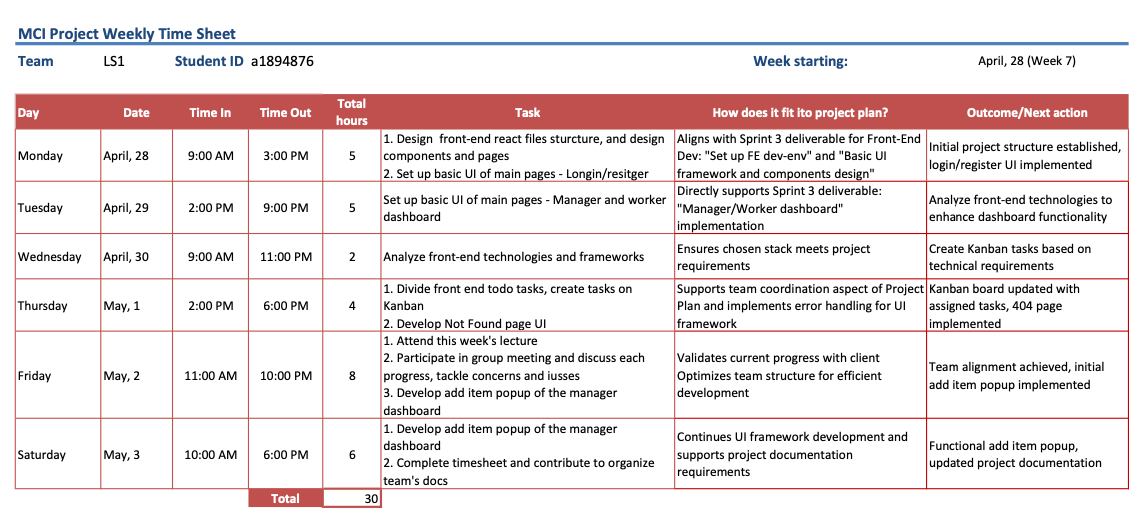 MCI Project Weekly Time Sheet
Team LS1 Student ID a1894876 Week starting: April, 28 (Week 7)
Day Date Time In Time Out Total hours Task How does it fit ito project plan? Outcome/Next action
Monday April, 28 9:00 AM 3:00 PM 5
1. Design front-end react files sturcture, and design
components and pages
2. Set up basic UI of main pages - Longin/resitger
Aligns with Sprint 3 deliverable for Front-End
Dev: "Set up FE dev-env" and "Basic UI
framework and components design"
Initial project structure established,
login/register UI implemented
Tuesday April, 29 2:00 PM 9:00 PM 5
Set up basic UI of main pages - Manager and worker
dashboard
Directly supports Sprint 3 deliverable:
"Manager/Worker dashboard"
implementation
Analyze front-end technologies to
enhance dashboard functionality
Wednesday April, 30 9:00 AM 11:00 PM 2
Analyze front-end technologies and frameworks
Ensures chosen stack meets project
requirements
Create Kanban tasks based on
technical requirements
Thursday May, 1 2:00 PM 6:00 PM 4
1. Divide front end todo tasks, create tasks on
Kanban
2. Develop Not Found page UI
Supports team coordination aspect of Project
Plan and implements error handling for UI
framework
Kanban board updated with
assigned tasks, 404 page
implemented
Friday May, 2 11:00 AM 10:00 PM 8
1. Attend this week's lecture
2. Participate in group meeting and discuss each
progress, tackle concerns and iusses
3. Develop add item popup of the manager
dashboard
Validates current progress with client
Optimizes team structure for efficient
development
Team alignment achieved, initial
add item popup implemented
Saturday May, 3 10:00 AM 6:00 PM 6
1. Develop add item popup of the manager
dashboard
2. Complete timesheet and contribute to organize
team's docs
Continues UI framework development and
supports project documentation
requirements
Functional add item popup,
updated project documentation
Total 30